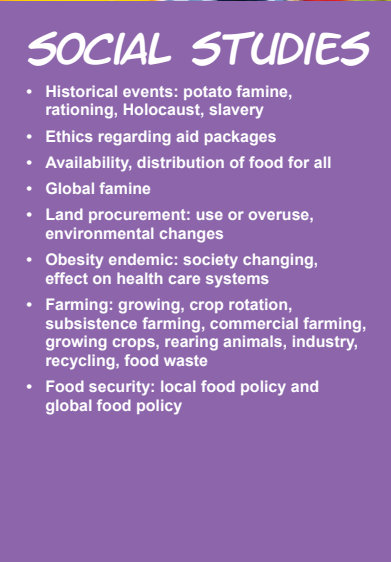 SOCIAL STUDIES
• Historical events: potato famine,
rationing, Holocaust, slavery
• Ethics regarding aid packages
• Availability, distribution of food for all
• Global famine
• Land procurement: use or overuse,
environmental changes
• Obesity endemic: society changing,
effect on health care systems
• Farming: growing, crop rotation,
subsistence farming, commercial farming,
growing crops, rearing animals, industry,
recycling, food waste
• Food security: local food policy and
global food policy